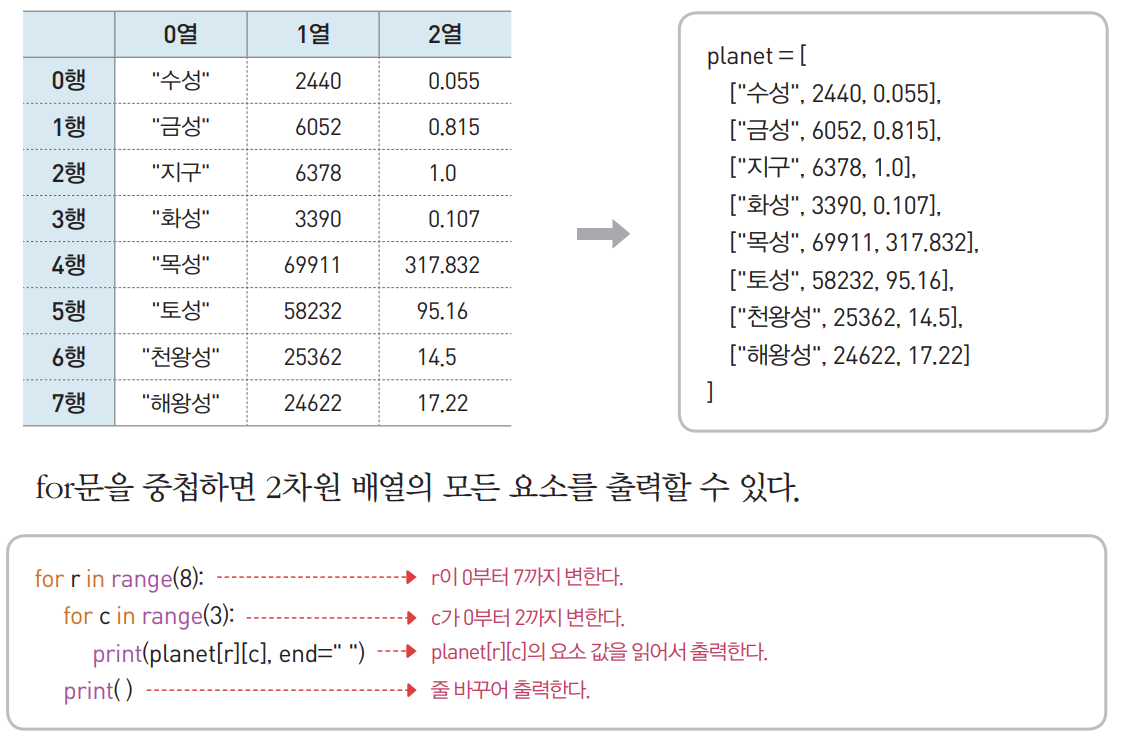 0열 1열 2열
0행 "수성" 2440 0.055
1행 "금성" 6052 0.815
2행 "지구" 6378 1.0
3행 "화성" 3390 0.107
4행 "목성" 69911 317.832
5행 "토성" 58232 95.16
6행 "천왕성" 25362 14.5
7행 "해왕성" 24622 17.22
planet = [
["수성", 2440, 0.055],
["금성", 6052, 0.815],
["지구", 6378, 1.0],
["화성", 3390, 0.107],
["목성", 69911, 317.832],
["토성", 58232, 95.16],
["천왕성", 25362, 14.5],
["해왕성", 24622, 17.22]
]
for문을 중첩하면 2차원 배열의 모든 요소를 출력할 수 있다.
for r in range(8): r이 0부터 7까지 변한다.
for c in range(3): c가 0부터 2까지 변한다.
print(planet[r][c], end=" ") planet[r][c]의 요소 값을 읽어서 출력한다.
print( ) 줄 바꾸어 출력한다.